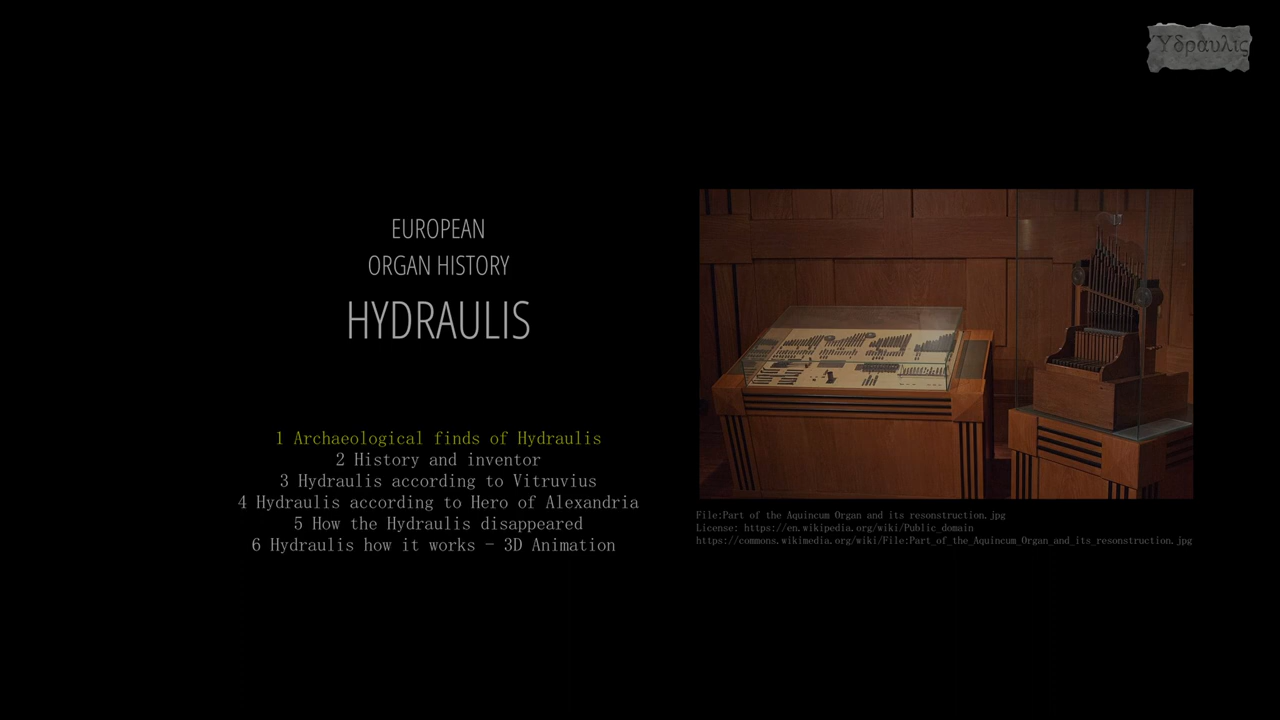 Ὑδραυλις
EUROPEAN
ORGAN HISTORY
HYDRAULIS
1 Archaeological finds of Hydraulis
2 History and inventor
3 Hydraulis according to Vitruvius
4 Hydraulis according to Hero of Alexandria
5 How the Hydraulis disappeared
6 Hydraulis how it works - 3D Animation
File:Part of the Aquincum Organ and its resonstruction.jpg
License: https://en.wikipedia.org/wiki/Public_domain
https://commons.wikimedia.org/wiki/File:Part_of_the_Aquincum_Organ_and_its_resonstruction.jpg